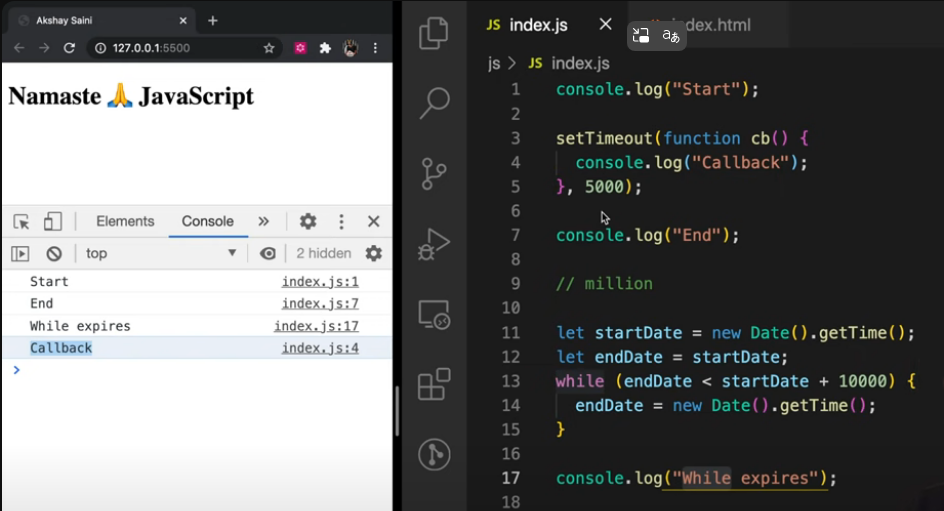 Akshay Saini
127.0.0.1:5500
Namaste 🙏 JavaScript
Elements Console »
top 2 hidden
Start index.js:1
End index.js:7
While expires index.js:17
Callback index.js:4
>
JS index.js index.html
js > JS index.js
1 console.log("Start");
2
3 setTimeout(function cb() {
4 console.log("Callback");
5 }, 5000);
6
7 console.log("End");
8
9 // million
10
11 let startDate = new Date().getTime();
12 let endDate = startDate;
13 while (endDate < startDate + 10000) {
14 endDate = new Date().getTime();
15 }
16
17 console.log("While expires");
18